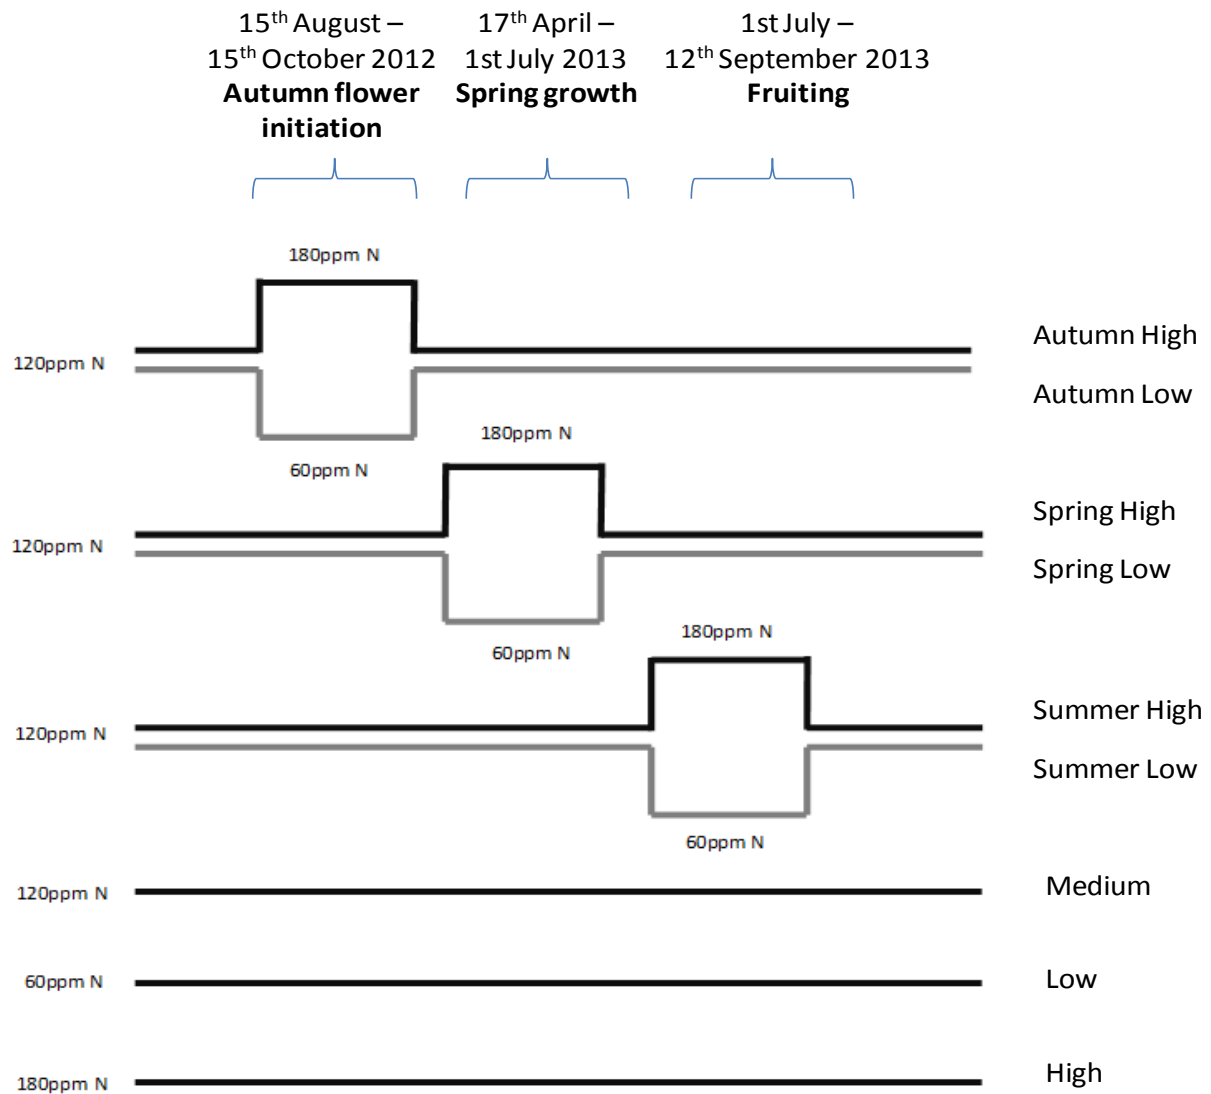 15th August –
15th October 2012
Autumn flower
initiation
17th April –
1st July 2013
Spring growth
1st July –
12th September 2013
Fruiting
180ppm N
120ppm N
60ppm N
Autumn High
Autumn Low
180ppm N
120ppm N
60ppm N
Spring High
Spring Low
180ppm N
120ppm N
60ppm N
Summer High
Summer Low
120ppm N
Medium
60ppm N
Low
180ppm N
High